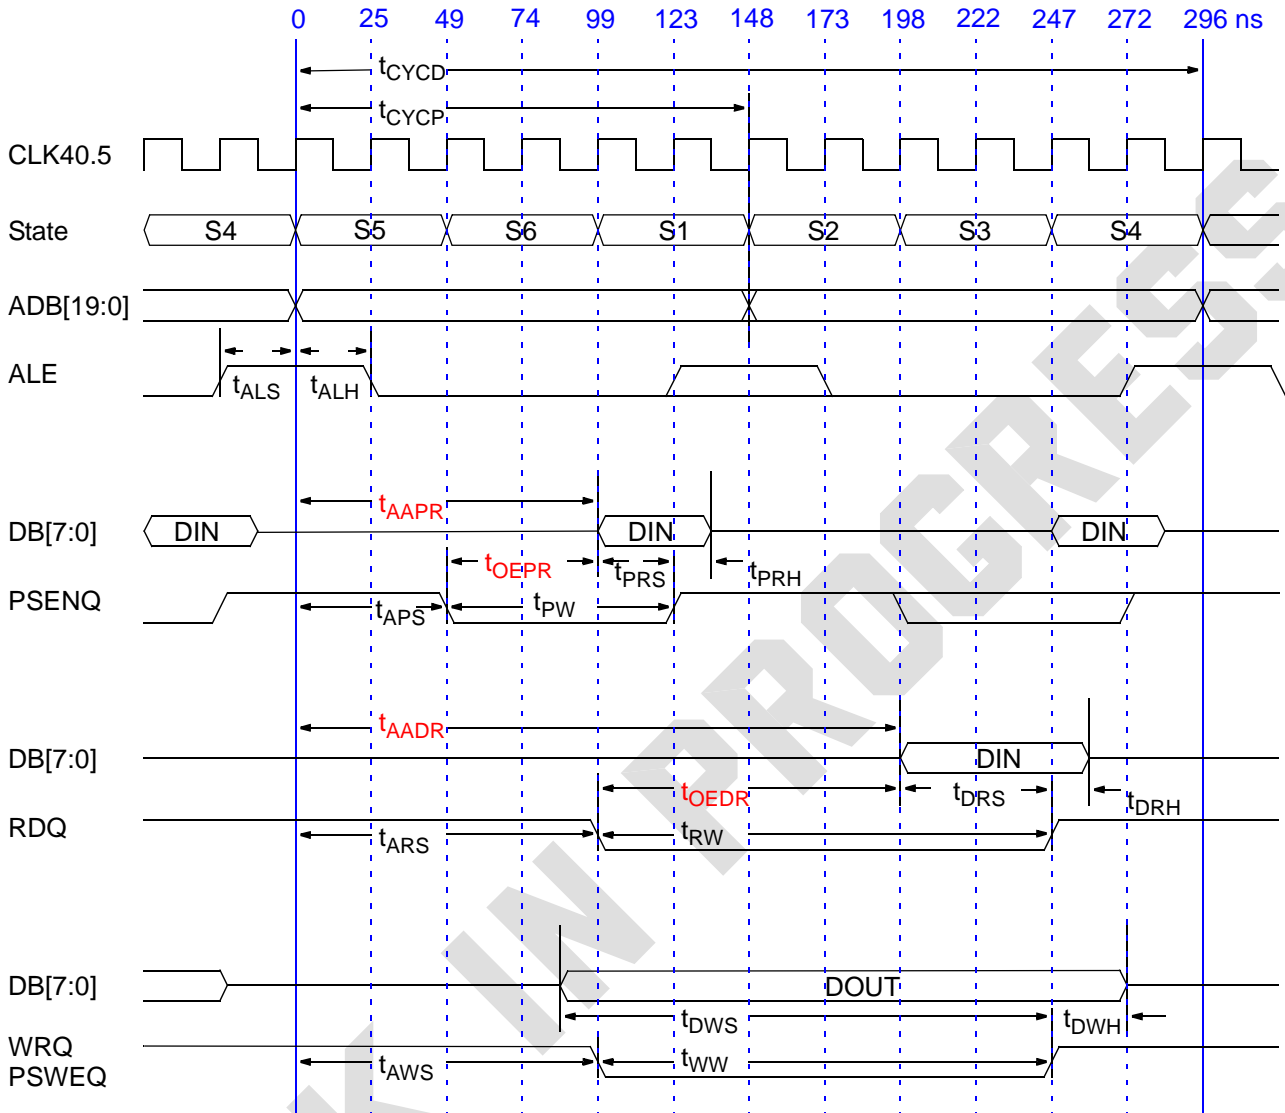 0 25 49 74 99 123 148 173 198 222 247 272 296 ns
tCYCD
tCYCP
CLK40.5
State S4 S5 S6 S1 S2 S3 S4
ADB[19:0]
ALE
tALS tALH
tAAPR
DB[7:0] DIN DIN DIN
tOEPR tPRS tPRH
PSENQ tAPS tPW
tAADR
DB[7:0] DIN
tOEDR tDRS tDRH
RDQ tARS tRW
DB[7:0] DOUT
tDWS tDWH
WRQ
PSWEQ tAWS tWW
K IN PROGRESS